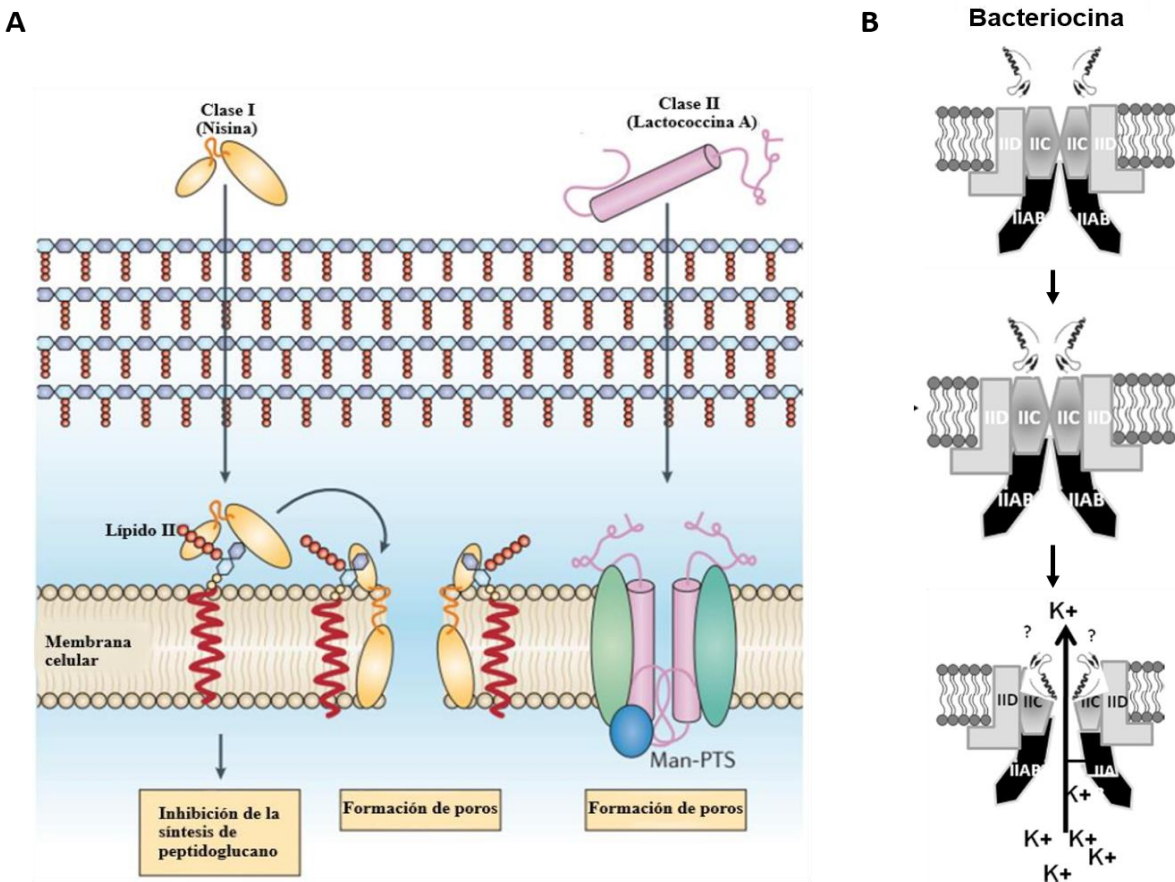 A
Clase I
(Nisina)
Clase II
(Lactococcina A)
Lípido II
Membrana
celular
Man-PTS
Inhibición de la
síntesis de
peptidoglucano
Formación de poros
Formación de poros
B
Bacteriocina
IID
IIC
IIC
IID
IIAB
IIAB
IID
IIC
IIC
IID
IIAB
IIAB
K+
?
?
IID
IIC
IIC
IID
IIAB
IIA
K+
K+
K+
K+
K+